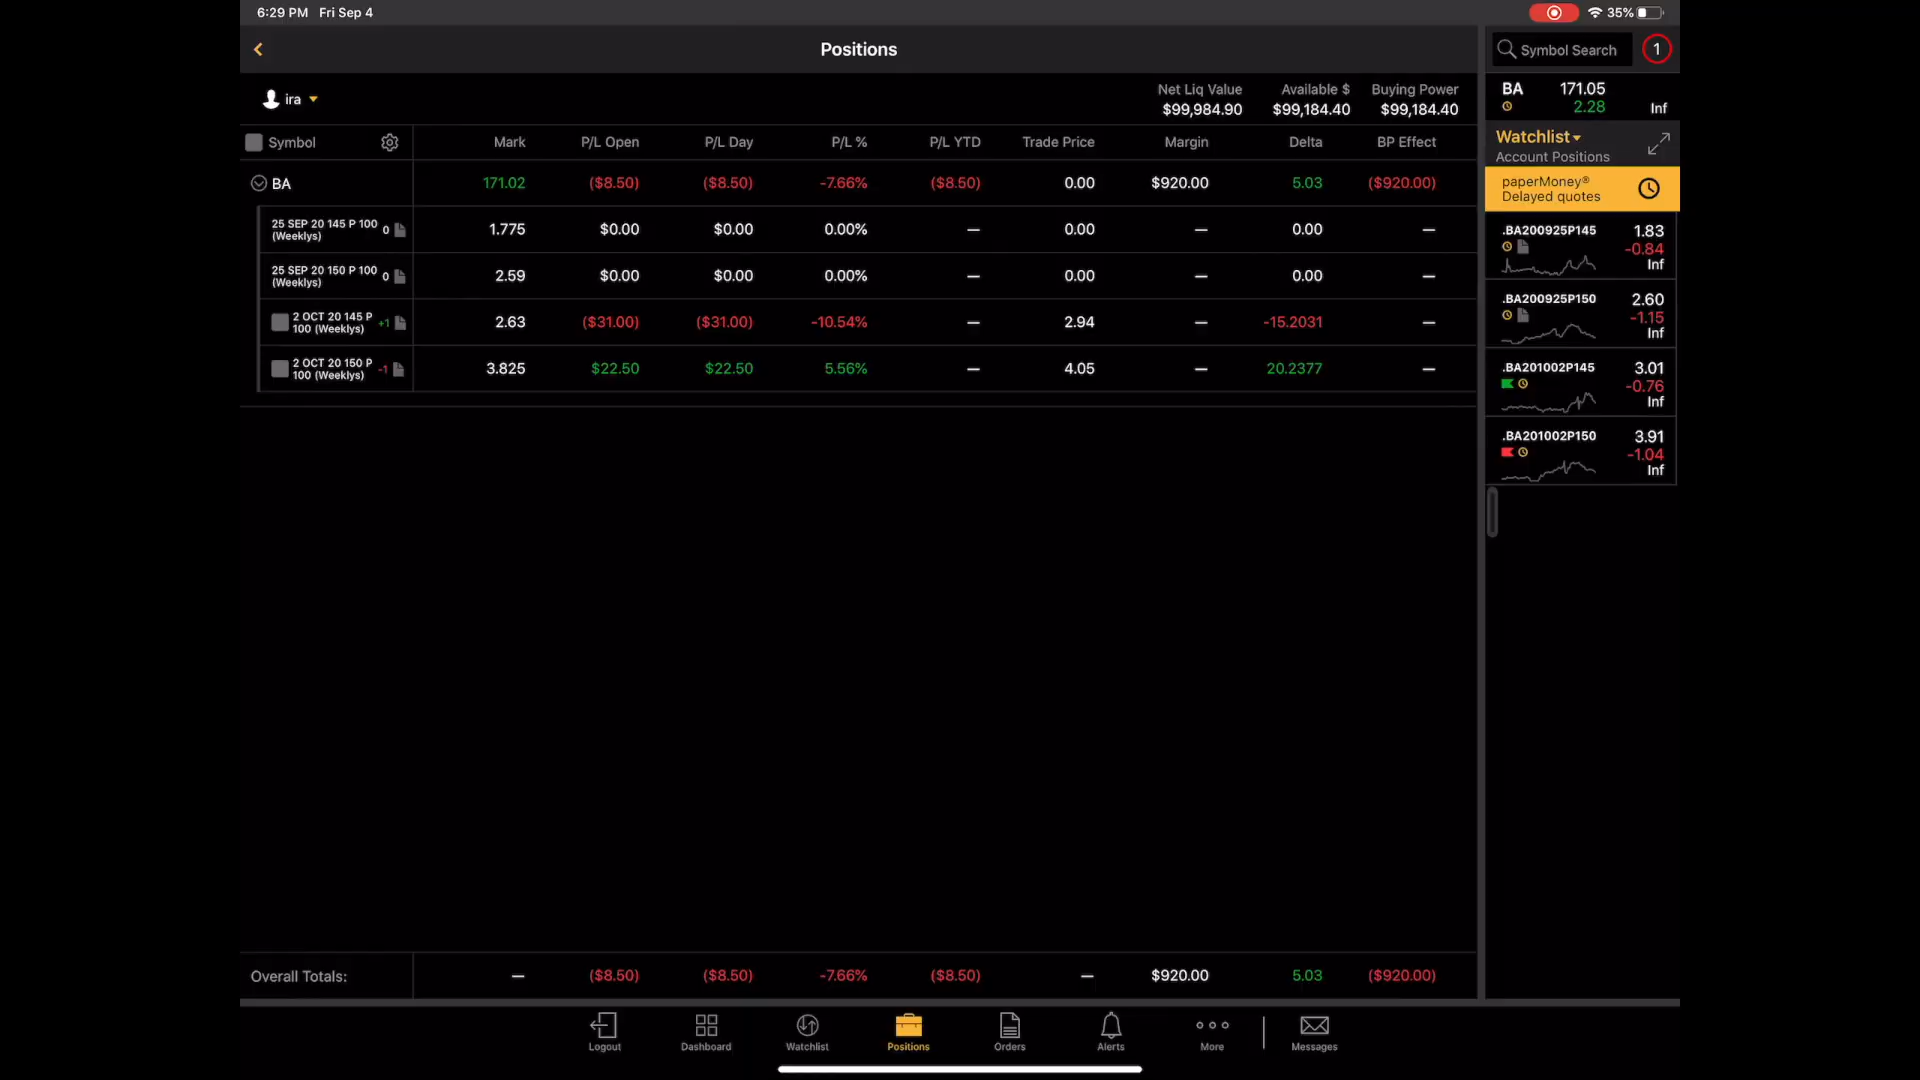 6:29 PM Fri Sep 4
35%
Positions
Symbol Search
1
ira
Net Liq Value Available $ Buying Power
$99,984.90 $99,184.40 $99,184.40
BA 171.05
2.28 Inf
Watchlist
Account Positions
paperMoney®
Delayed quotes
Symbol Mark P/L Open P/L Day P/L % P/L YTD Trade Price Margin Delta BP Effect
BA 171.02 ($8.50) ($8.50) -7.66% ($8.50) 0.00 $920.00 5.03 ($920.00)
25 SEP 20 145 P 100
(Weeklys) 0 1.775 $0.00 $0.00 0.00% — 0.00 — 0.00 —
25 SEP 20 150 P 100
(Weeklys) 0 2.59 $0.00 $0.00 0.00% — 0.00 — 0.00 —
2 OCT 20 145 P
100 (Weeklys) +1 2.63 ($31.00) ($31.00) -10.54% — 2.94 — -15.2031 —
2 OCT 20 150 P
100 (Weeklys) -1 3.825 $22.50 $22.50 5.56% — 4.05 — 20.2377 —
.BA200925P145 1.83
-0.84
Inf
.BA200925P150 2.60
-1.15
Inf
.BA201002P145 3.01
-0.76
Inf
.BA201002P150 3.91
-1.04
Inf
Overall Totals: — ($8.50) ($8.50) -7.66% ($8.50) — $920.00 5.03 ($920.00)
Logout Dashboard Watchlist Positions Orders Alerts More Messages